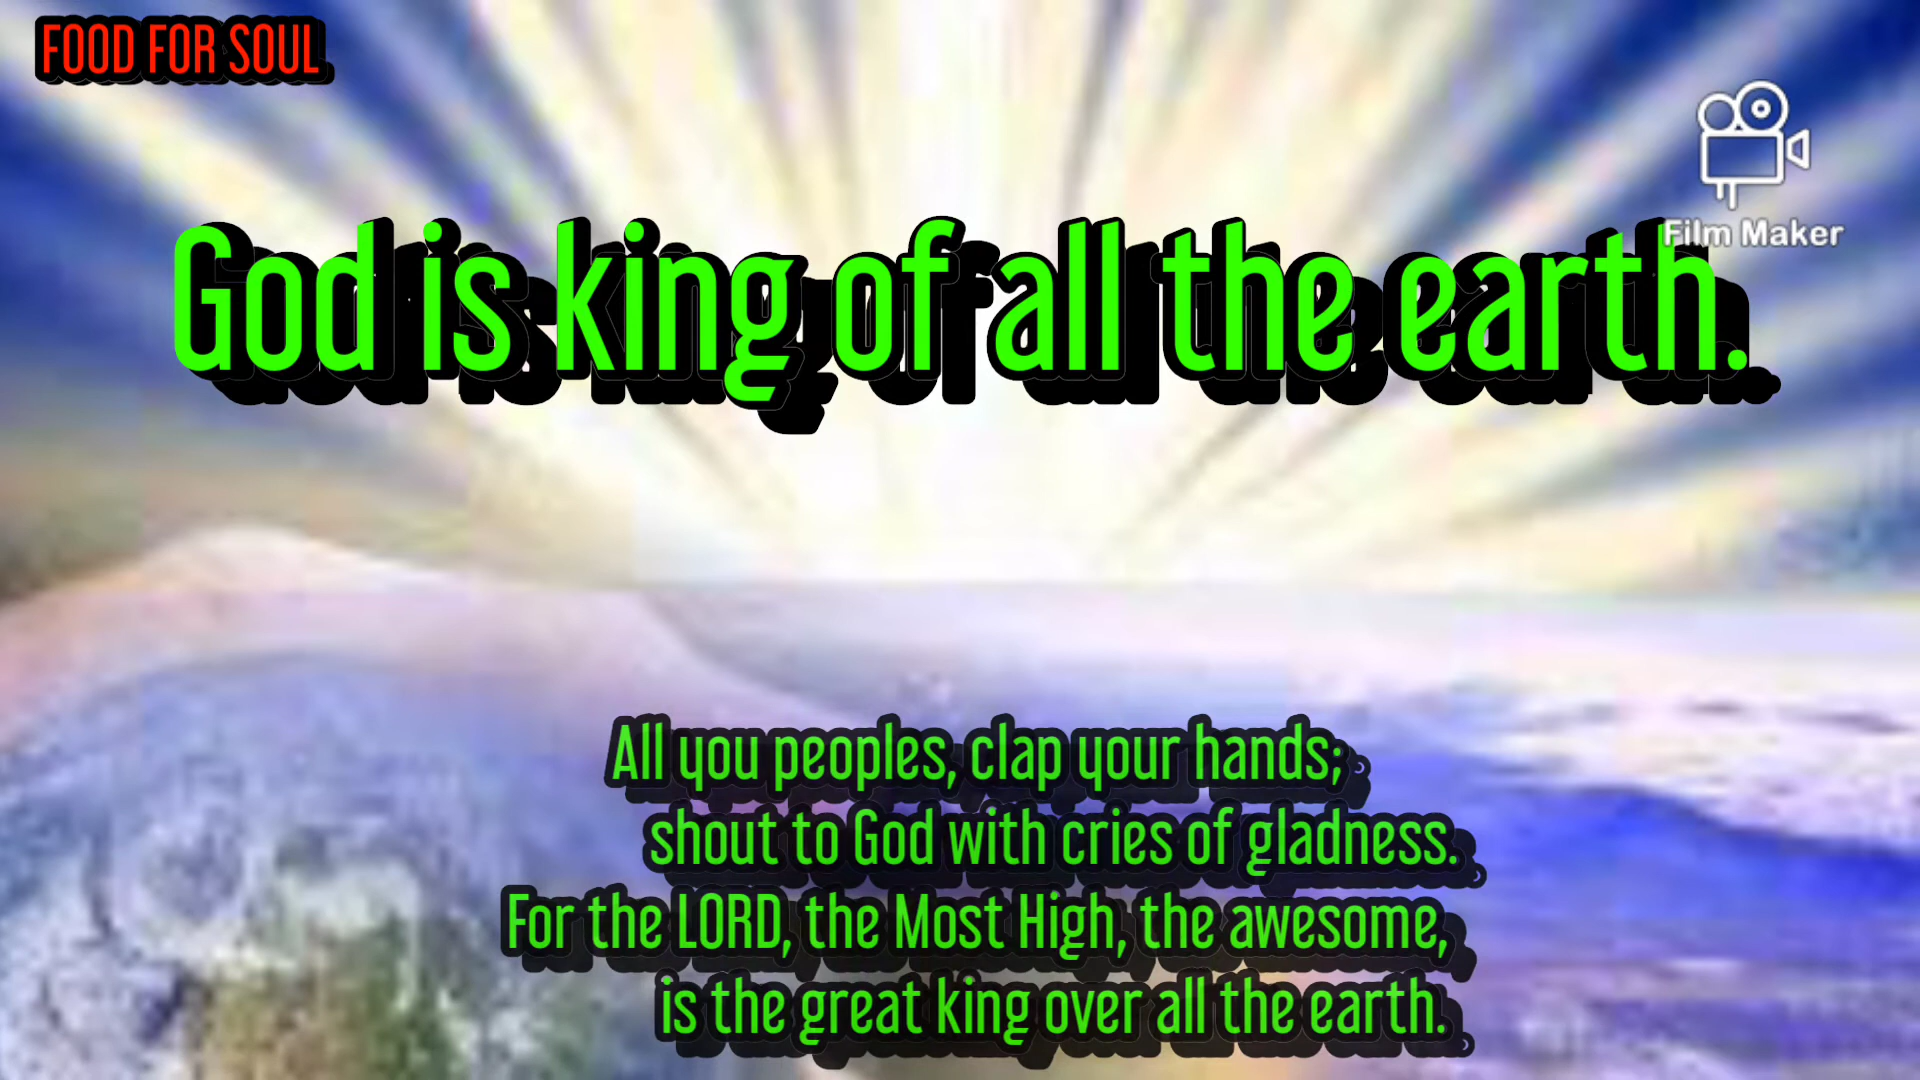 FOOD FOR SOUL
Film Maker
God is king of all the earth.
All you peoples, clap your hands;
shout to God with cries of gladness.
For the LORD, the Most High, the awesome,
is the great king over all the earth.